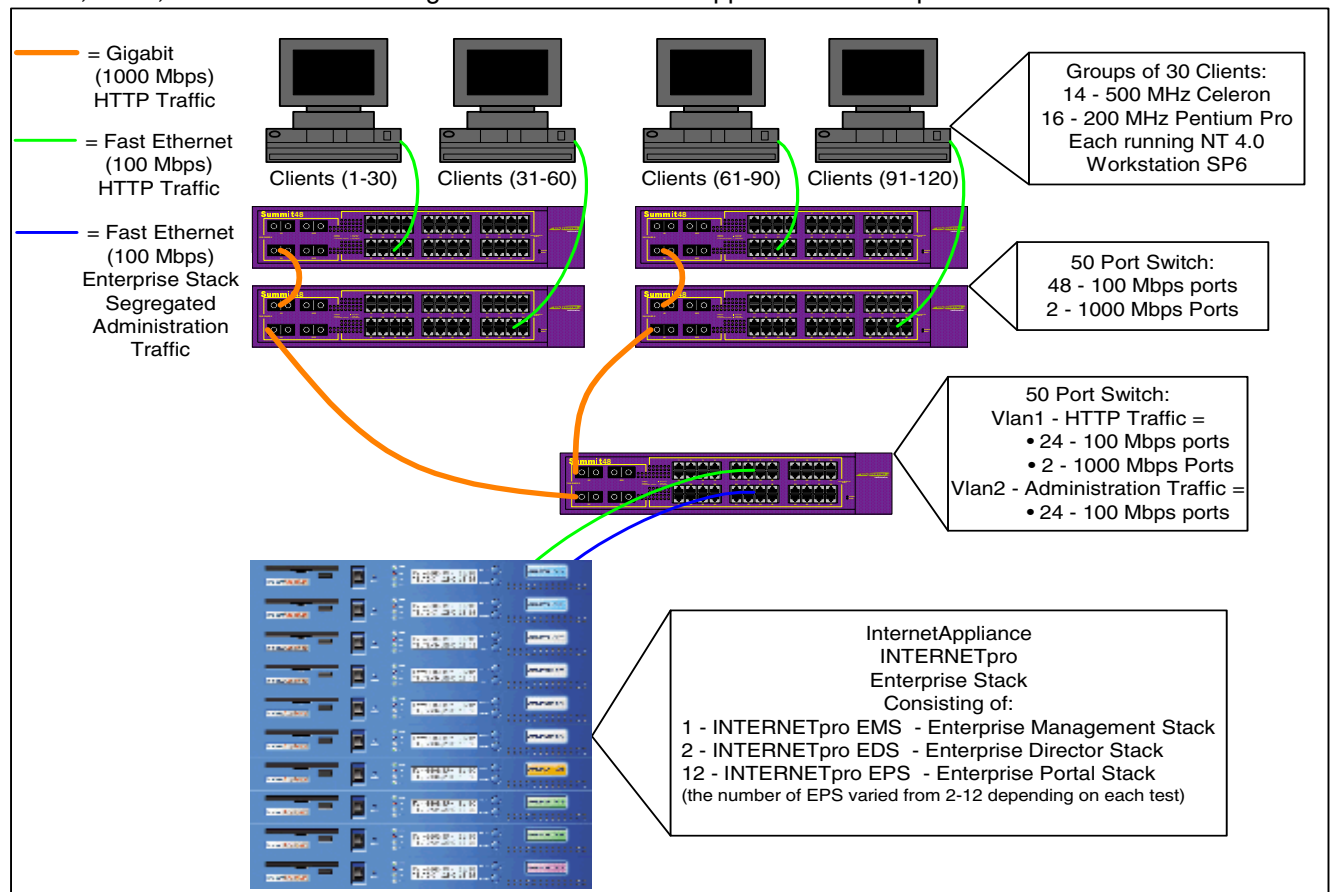 = Gigabit
(1000 Mbps)
HTTP Traffic
= Fast Ethernet
(100 Mbps)
HTTP Traffic
= Fast Ethernet
(100 Mbps)
Enterprise Stack
Segregated
Administration
Traffic
Clients (1-30)
Clients (31-60)
Clients (61-90)
Clients (91-120)
Groups of 30 Clients:
14 - 500 MHz Celeron
16 - 200 MHz Pentium Pro
Each running NT 4.0
Workstation SP6
Summit48
Summit48
Summit48
Summit48
50 Port Switch:
48 - 100 Mbps ports
2 - 1000 Mbps Ports
50 Port Switch:
Vlan1 - HTTP Traffic =
• 24 - 100 Mbps ports
• 2 - 1000 Mbps Ports
Vlan2 - Administration Traffic =
• 24 - 100 Mbps ports
Summit48
InternetAppliance
INTERNETpro
Enterprise Stack
Consisting of:
1 - INTERNETpro EMS - Enterprise Management Stack
2 - INTERNETpro EDS - Enterprise Director Stack
12 - INTERNETpro EPS - Enterprise Portal Stack
(the number of EPS varied from 2-12 depending on each test)